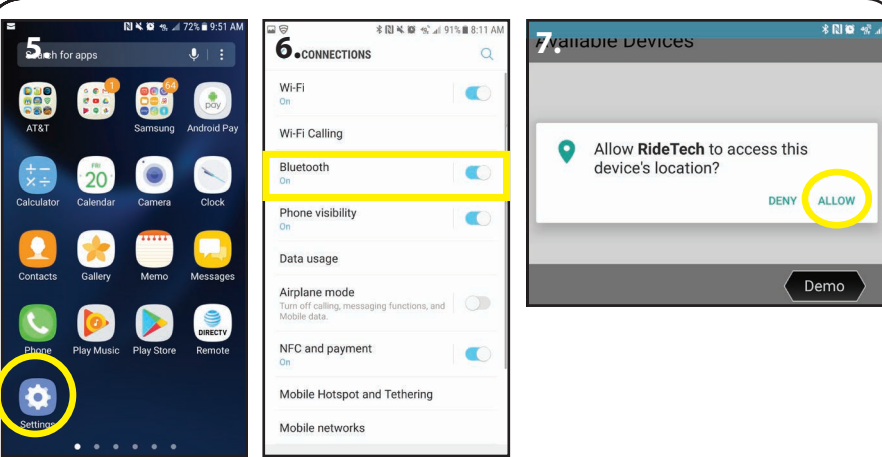 5.
72% 9:51 AM
Search for apps
1
64
pay
AT&T
Samsung
Android Pay
FRI
20
Calculator
Calendar
Camera
Clock
Contacts
Gallery
Memo
Messages
DIRECTV
Phone
Play Music
Play Store
Remote
Settings
6.
91% 8:11 AM
CONNECTIONS
Wi-Fi
On
Wi-Fi Calling
Bluetooth
On
Phone visibility
On
Data usage
Airplane mode
Turn off calling, messaging functions, and
Mobile data.
NFC and payment
On
Mobile Hotspot and Tethering
Mobile networks
7.
Available Devices
Allow RideTech to access this
device's location?
DENY ALLOW
Demo